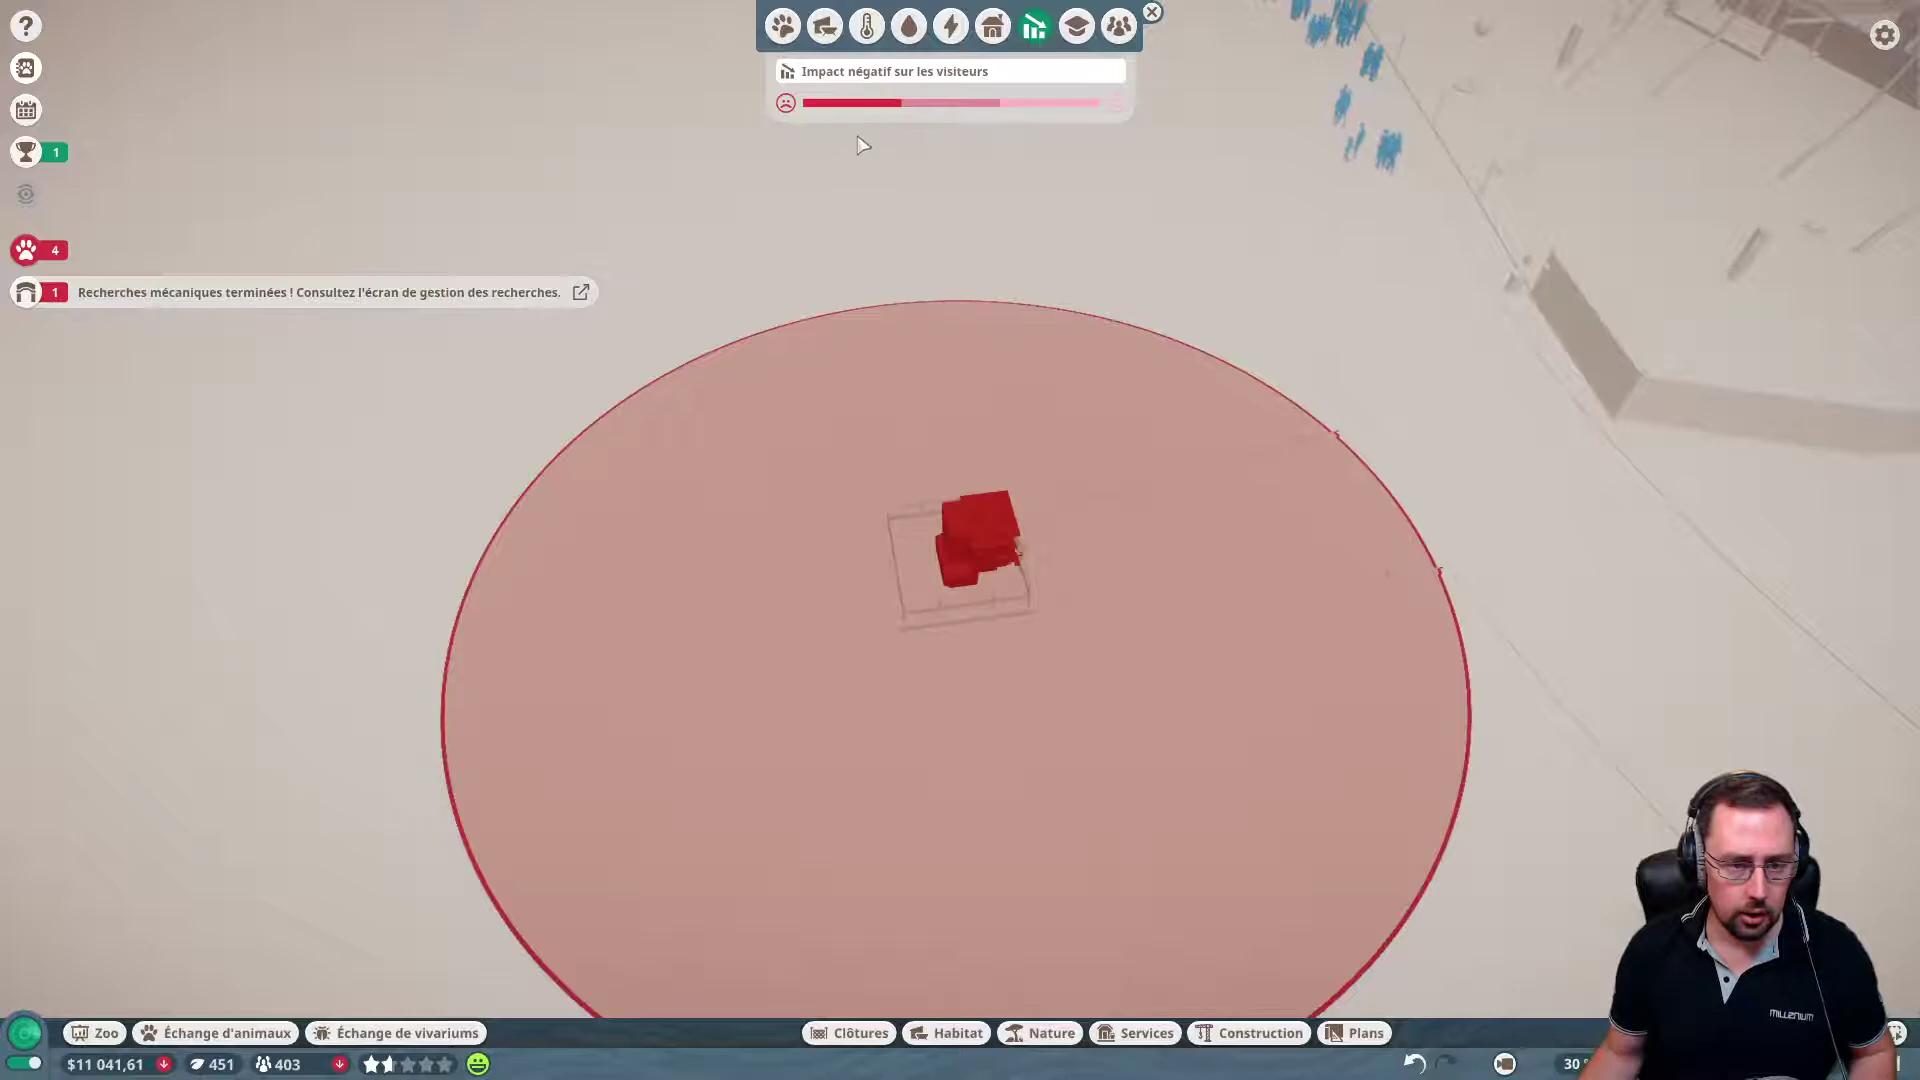 ?
Impact négatif sur les visiteurs
1
4
1 Recherches mécaniques terminées ! Consultez l'écran de gestion des recherches.
MILLENIUM
Zoo Échange d'animaux Échange de vivariums Clôtures Habitat Nature Services Construction Plans
$11 041,61 451 403 30